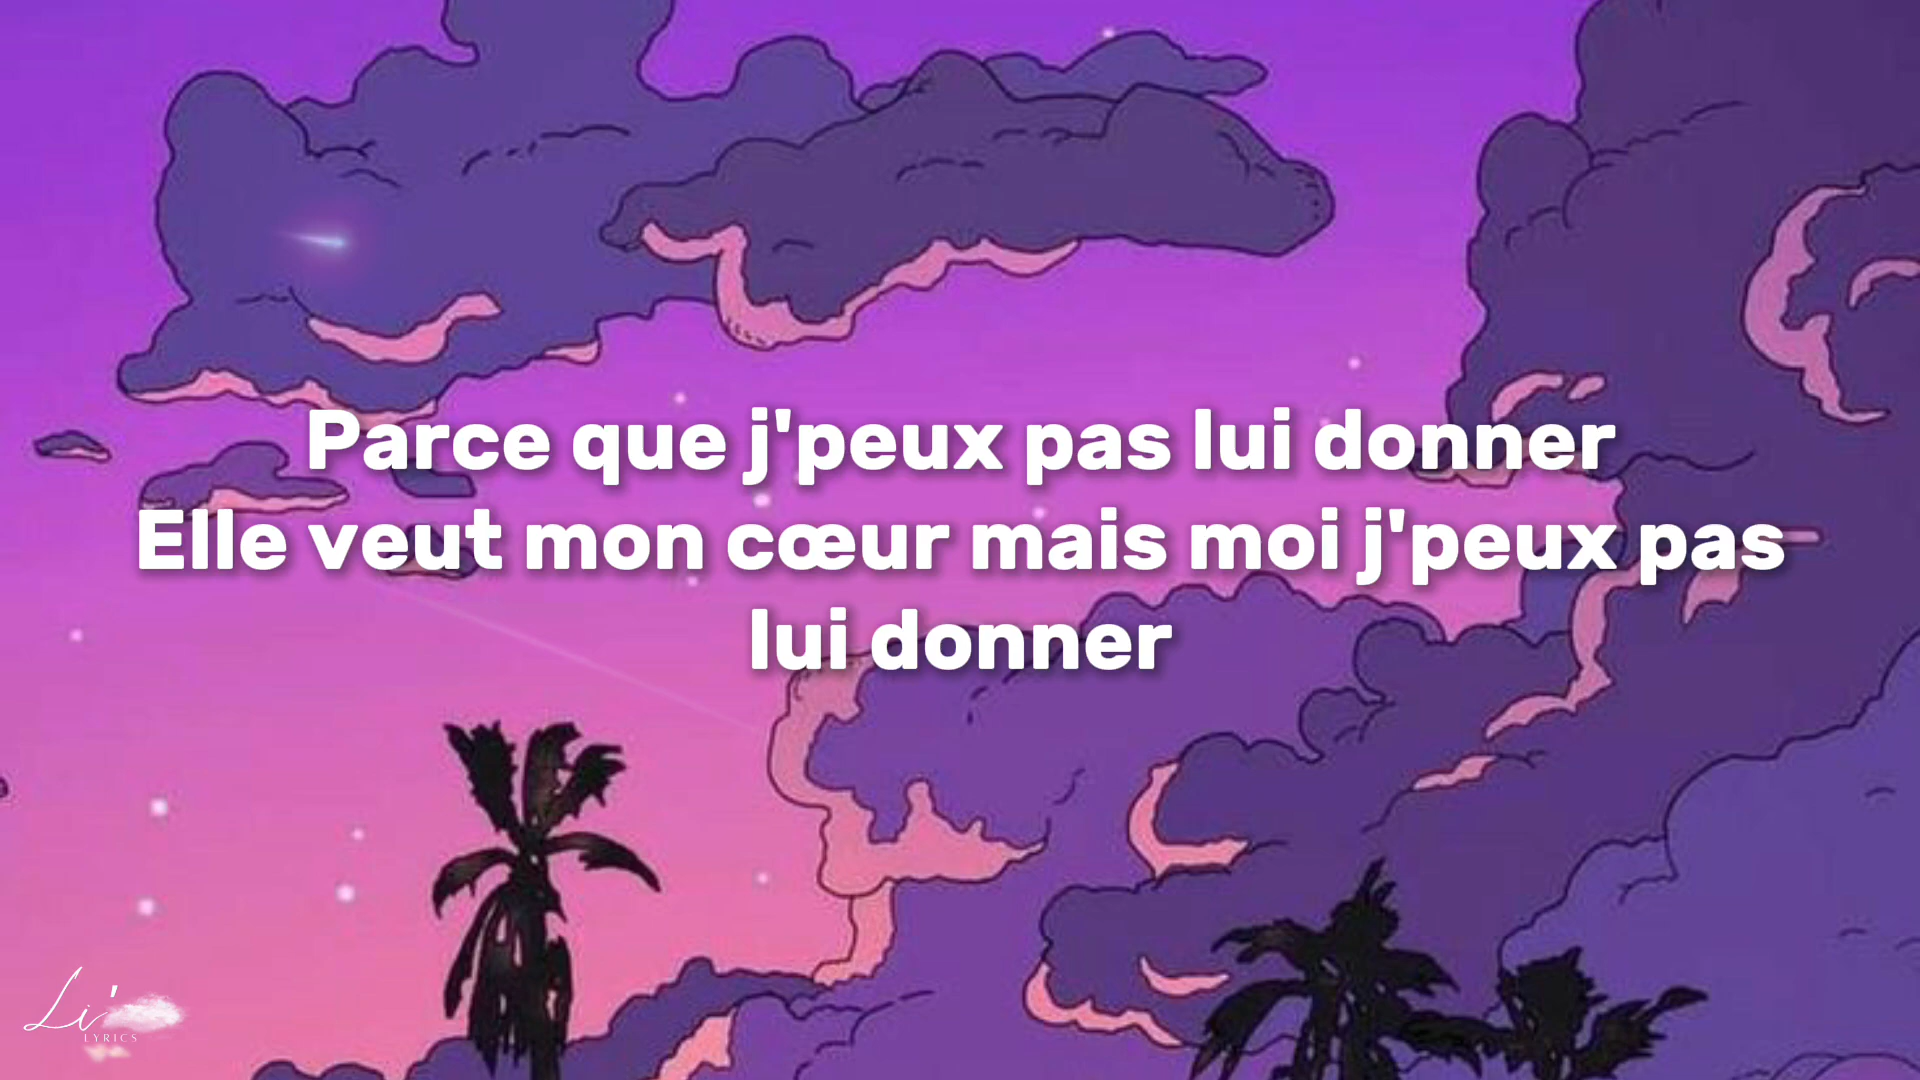 Parce que j'peux pas lui donner
Elle veut mon cœur mais moi j'peux pas
lui donner
Li'
LYRICS